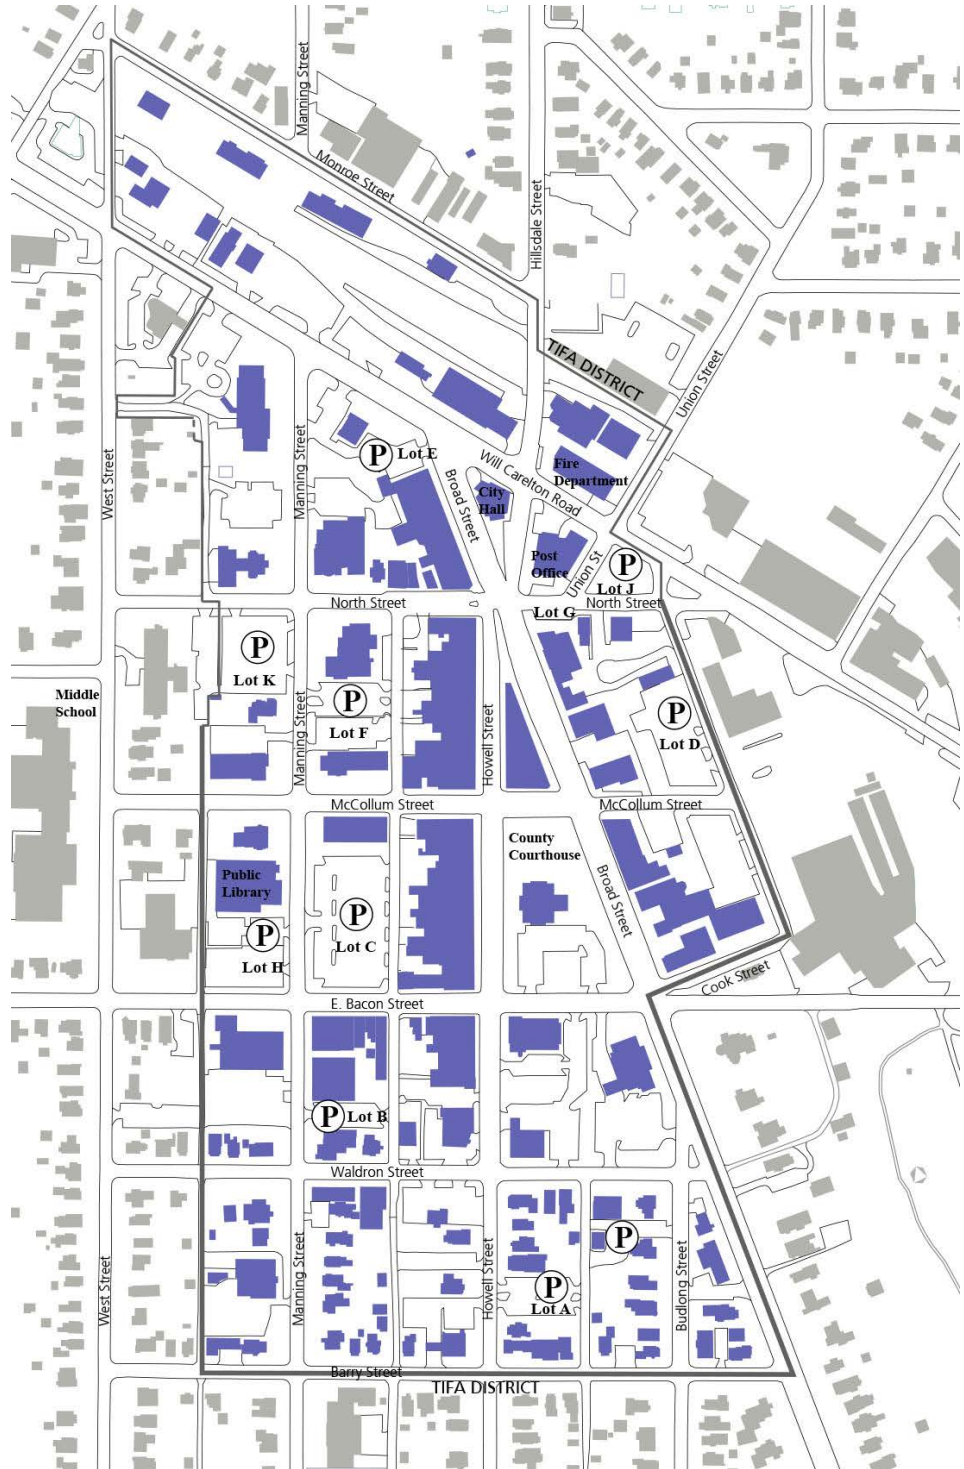 Manning Street
Monroe Street
Hillsdale Street
TIFA DISTRICT
Union Street
West Street
Manning Street
P Lot E
Broad Street
Will Carelton Road
City
Hall
Fire
Department
Post
Office
Union St
P
Lot J
North Street
Lot G
North Street
P
Lot K
Middle
School
Manning Street
P
Lot F
Howell Street
P
Lot D
McCollum Street
McCollum Street
County
Courthouse
Public
Library
P
Lot H
P
Lot C
Broad Street
Cook Street
E. Bacon Street
P Lot B
Waldron Street
West Street
Manning Street
Howell Street
P
Lot A
P
Budlong Street
Barry Street
TIFA DISTRICT